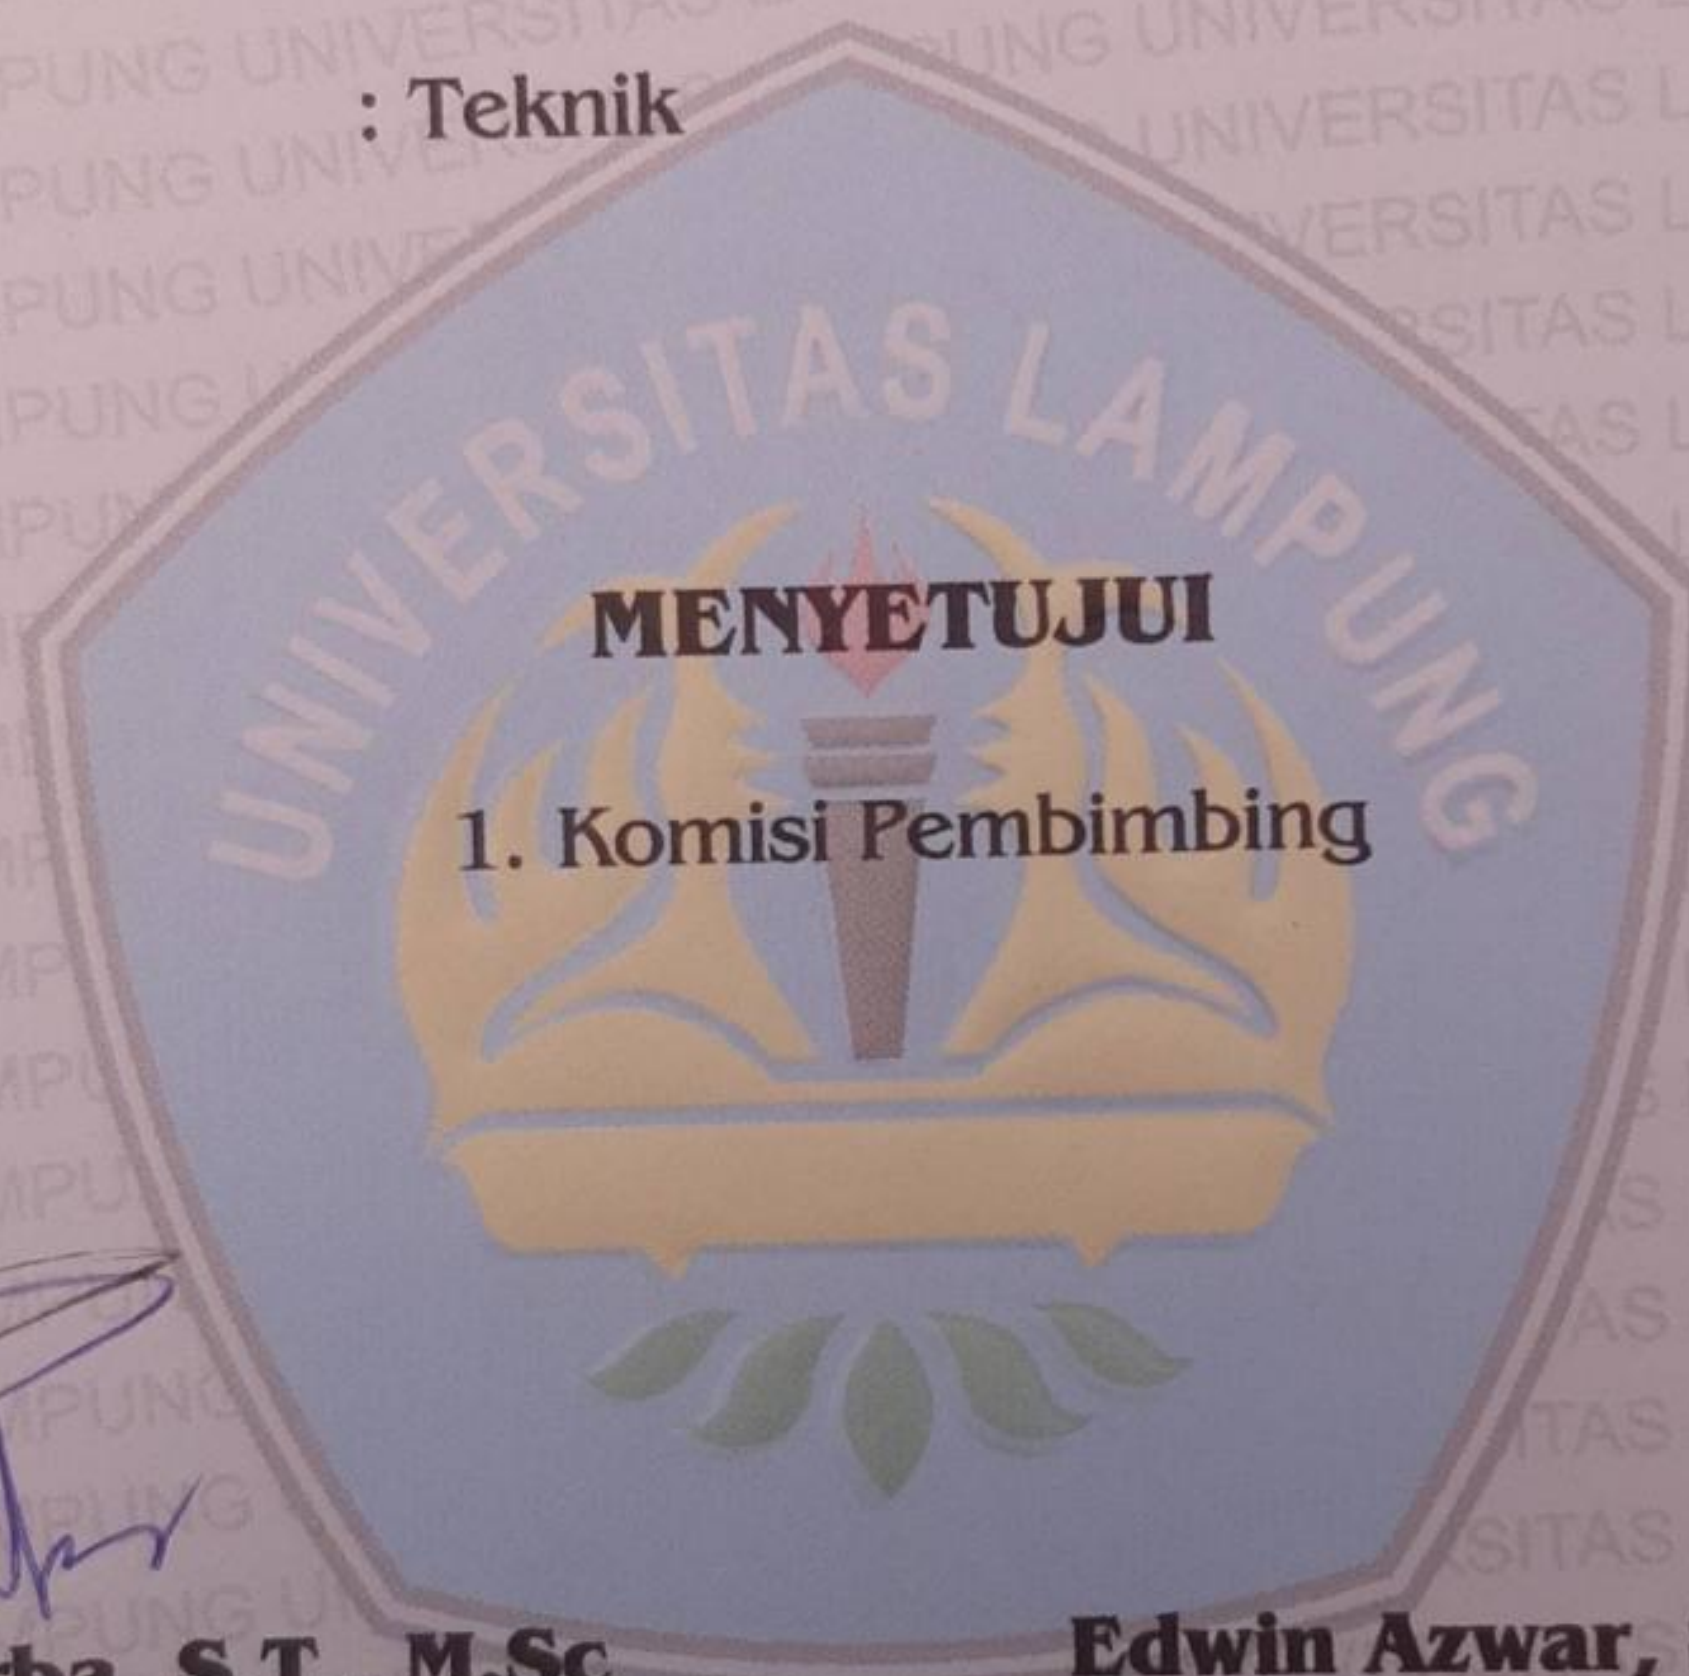 : Teknik
UNIVERSITAS LAMPUNG
MENYETUJUI
1. Komisi Pembimbing
S.T., M.Sc
Edwin Azwar,